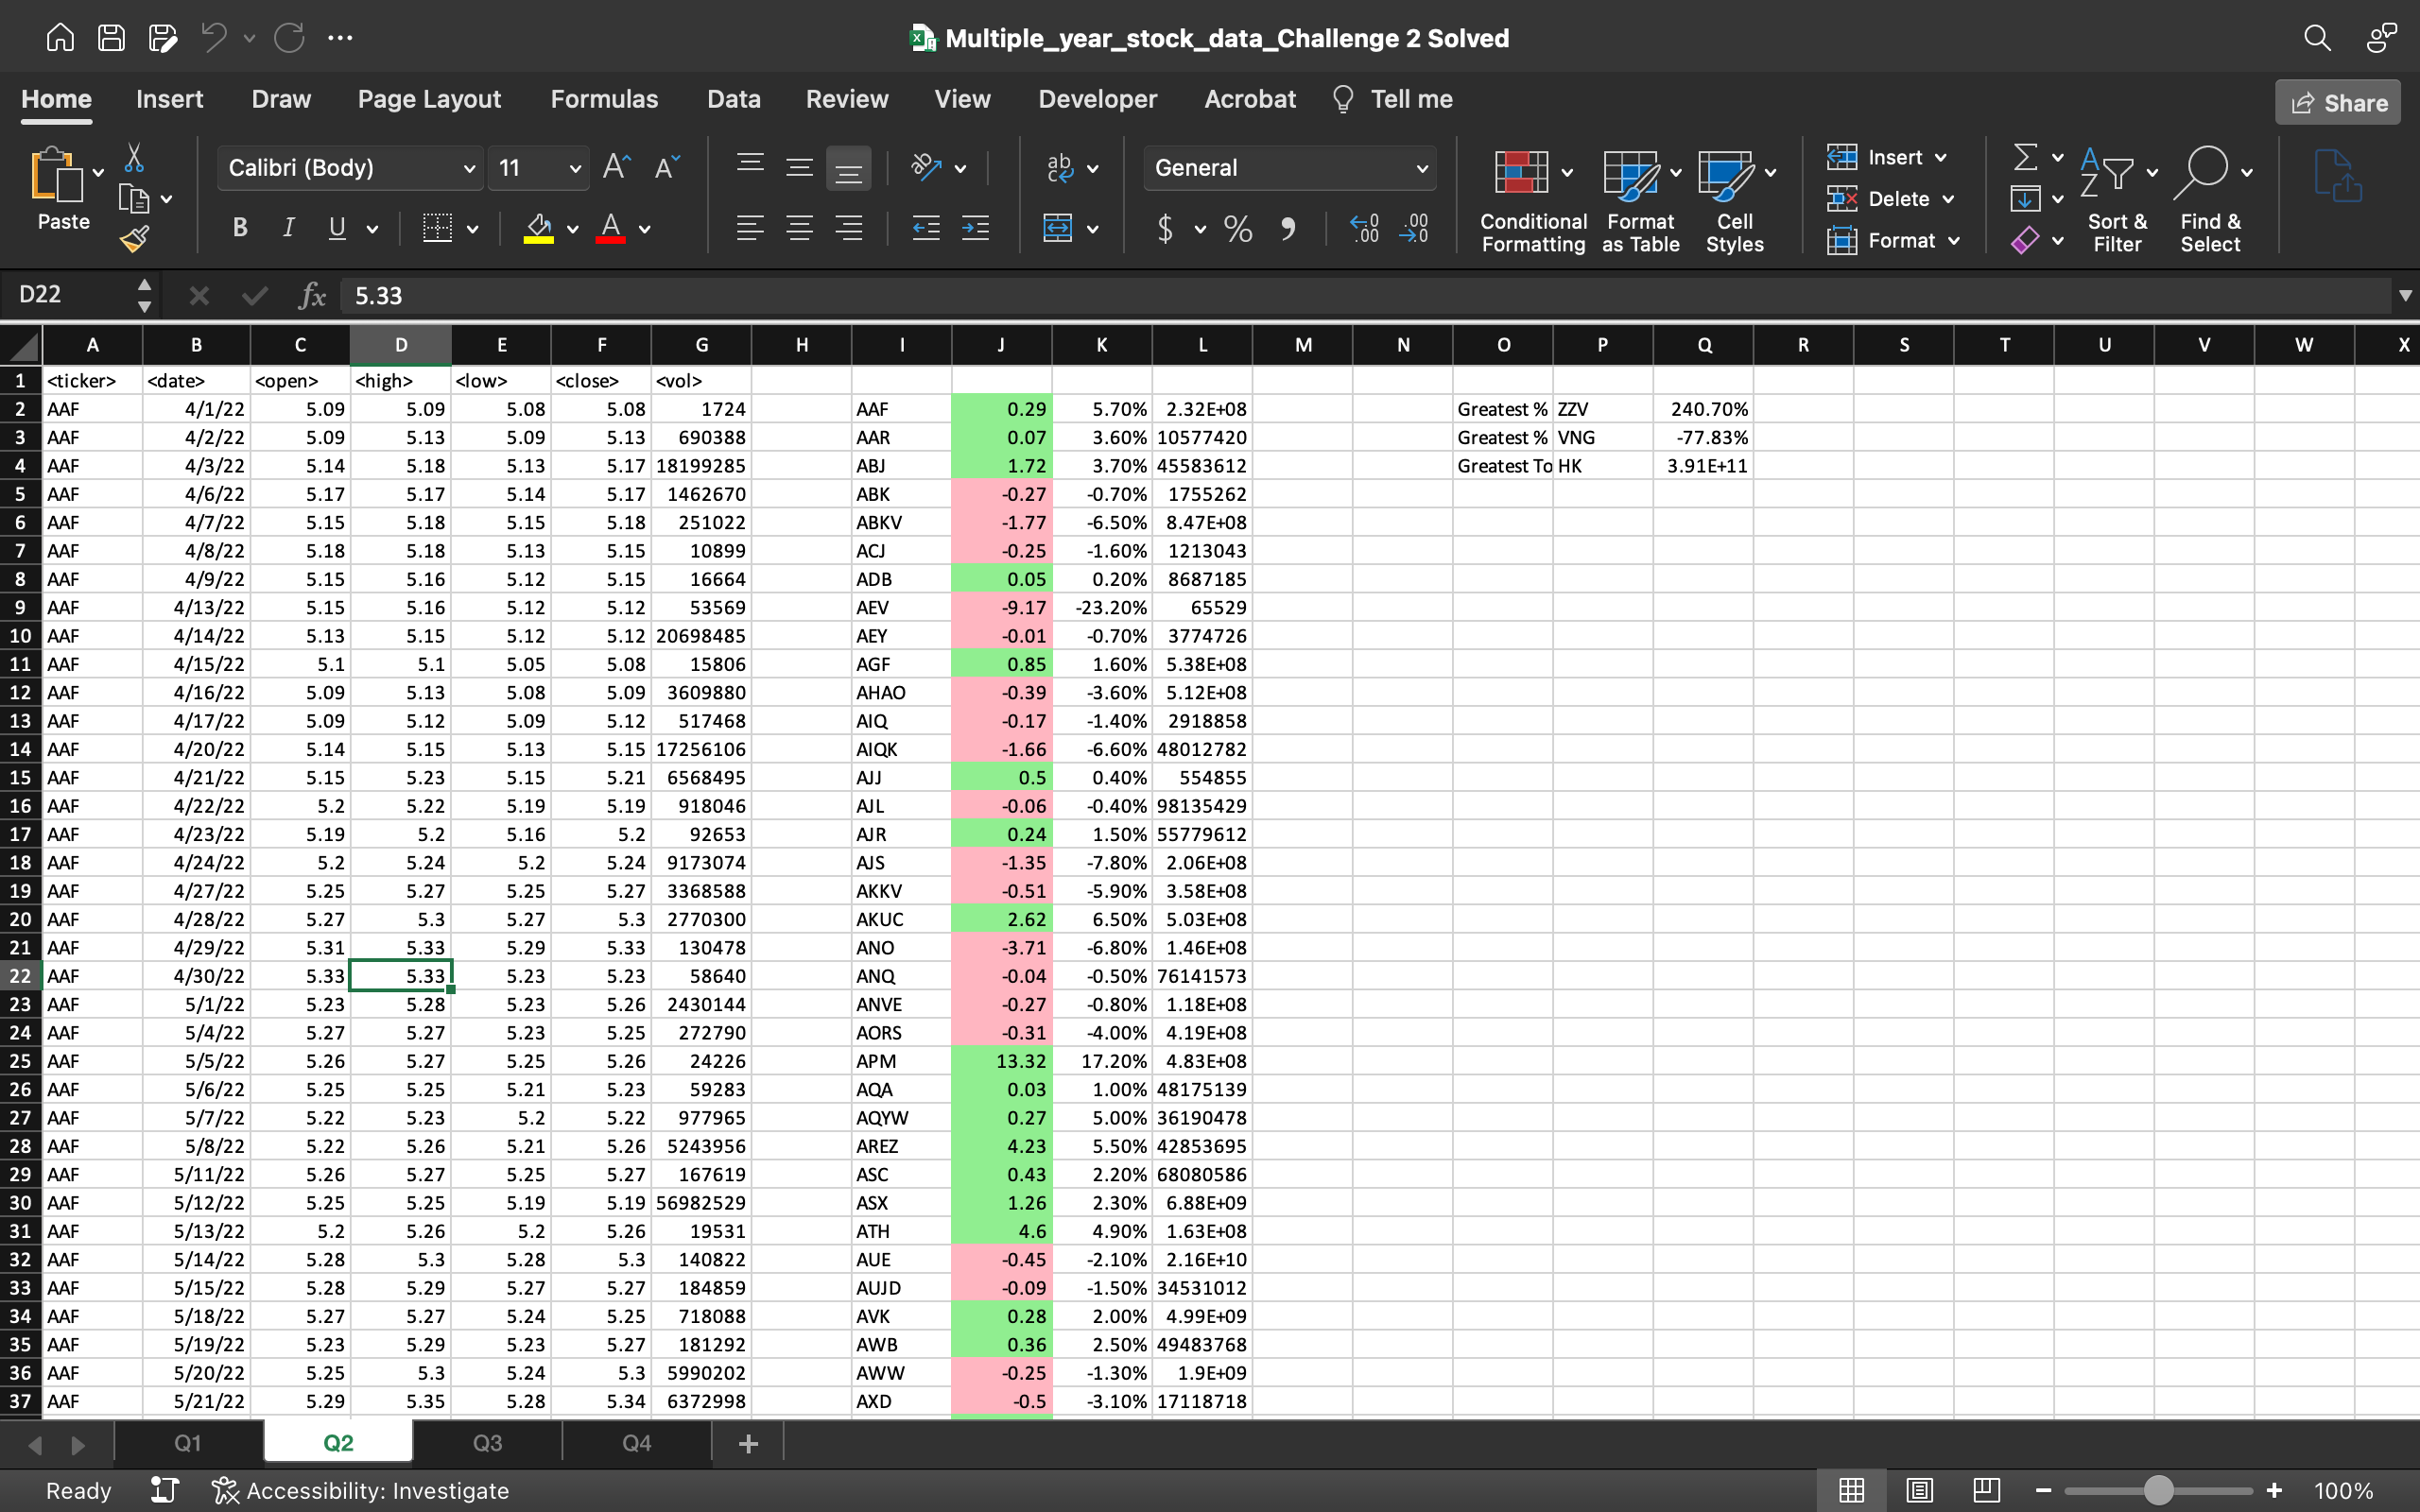 Multiple_year_stock_data_Challenge 2 Solved
Home Insert Draw Page Layout Formulas Data Review View Developer Acrobat Tell me Share
Paste Calibri (Body) 11 General Conditional Formatting Format as Table Cell Styles Insert Delete Format Sort & Filter Find & Select
D22 fx 5.33
A B C D E F G H I J K L M N O P Q R S T U V W X
1 <ticker> <date> <open> <high> <low> <close> <vol>
2 AAF 4/1/22 5.09 5.09 5.08 5.08 1724 AAF 0.29 5.70% 2.32E+08 Greatest % ZZV 240.70%
3 AAF 4/2/22 5.09 5.13 5.09 5.13 690388 AAR 0.07 3.60% 10577420 Greatest % VNG -77.83%
4 AAF 4/3/22 5.14 5.18 5.13 5.17 18199285 ABJ 1.72 3.70% 45583612 Greatest To HK 3.91E+11
5 AAF 4/6/22 5.17 5.17 5.14 5.17 1462670 ABK -0.27 -0.70% 1755262
6 AAF 4/7/22 5.15 5.18 5.15 5.18 251022 ABKV -1.77 -6.50% 8.47E+08
7 AAF 4/8/22 5.18 5.18 5.13 5.15 10899 ACJ -0.25 -1.60% 1213043
8 AAF 4/9/22 5.15 5.16 5.12 5.15 16664 ADB 0.05 0.20% 8687185
9 AAF 4/13/22 5.15 5.16 5.12 5.12 53569 AEV -9.17 -23.20% 65529
10 AAF 4/14/22 5.13 5.15 5.12 5.12 20698485 AEY -0.01 -0.70% 3774726
11 AAF 4/15/22 5.1 5.1 5.05 5.08 15806 AGF 0.85 1.60% 5.38E+08
12 AAF 4/16/22 5.09 5.13 5.08 5.09 3609880 AHAO -0.39 -3.60% 5.12E+08
13 AAF 4/17/22 5.09 5.12 5.09 5.12 517468 AIQ -0.17 -1.40% 2918858
14 AAF 4/20/22 5.14 5.15 5.13 5.15 17256106 AIQK -1.66 -6.60% 48012782
15 AAF 4/21/22 5.15 5.23 5.15 5.21 6568495 AJJ 0.5 0.40% 554855
16 AAF 4/22/22 5.2 5.22 5.19 5.19 918046 AJL -0.06 -0.40% 98135429
17 AAF 4/23/22 5.19 5.2 5.16 5.2 92653 AJR 0.24 1.50% 55779612
18 AAF 4/24/22 5.2 5.24 5.2 5.24 9173074 AJS -1.35 -7.80% 2.06E+08
19 AAF 4/27/22 5.25 5.27 5.25 5.27 3368588 AKKV -0.51 -5.90% 3.58E+08
20 AAF 4/28/22 5.27 5.3 5.27 5.3 2770300 AKUC 2.62 6.50% 5.03E+08
21 AAF 4/29/22 5.31 5.33 5.29 5.33 130478 ANO -3.71 -6.80% 1.46E+08
22 AAF 4/30/22 5.33 5.33 5.23 5.23 58640 ANQ -0.04 -0.50% 76141573
23 AAF 5/1/22 5.23 5.28 5.23 5.26 2430144 ANVE -0.27 -0.80% 1.18E+08
24 AAF 5/4/22 5.27 5.27 5.23 5.25 272790 AORS -0.31 -4.00% 4.19E+08
25 AAF 5/5/22 5.26 5.27 5.25 5.26 24226 APM 13.32 17.20% 4.83E+08
26 AAF 5/6/22 5.25 5.25 5.21 5.23 59283 AQA 0.03 1.00% 48175139
27 AAF 5/7/22 5.22 5.23 5.2 5.22 977965 AQYW 0.27 5.00% 36190478
28 AAF 5/8/22 5.22 5.26 5.21 5.26 5243956 AREZ 4.23 5.50% 42853695
29 AAF 5/11/22 5.26 5.27 5.25 5.27 167619 ASC 0.43 2.20% 68080586
30 AAF 5/12/22 5.25 5.25 5.19 5.19 56982529 ASX 1.26 2.30% 6.88E+09
31 AAF 5/13/22 5.2 5.26 5.2 5.26 19531 ATH 4.6 4.90% 1.63E+08
32 AAF 5/14/22 5.28 5.3 5.28 5.3 140822 AUE -0.45 -2.10% 2.16E+10
33 AAF 5/15/22 5.28 5.29 5.27 5.27 184859 AUJD -0.09 -1.50% 34531012
34 AAF 5/18/22 5.27 5.27 5.24 5.25 718088 AVK 0.28 2.00% 4.99E+09
35 AAF 5/19/22 5.23 5.29 5.23 5.27 181292 AWB 0.36 2.50% 49483768
36 AAF 5/20/22 5.25 5.3 5.24 5.3 5990202 AWW -0.25 -1.30% 1.9E+09
37 AAF 5/21/22 5.29 5.35 5.28 5.34 6372998 AXD -0.5 -3.10% 17118718
Q1 Q2 Q3 Q4 +
Ready Accessibility: Investigate 100%